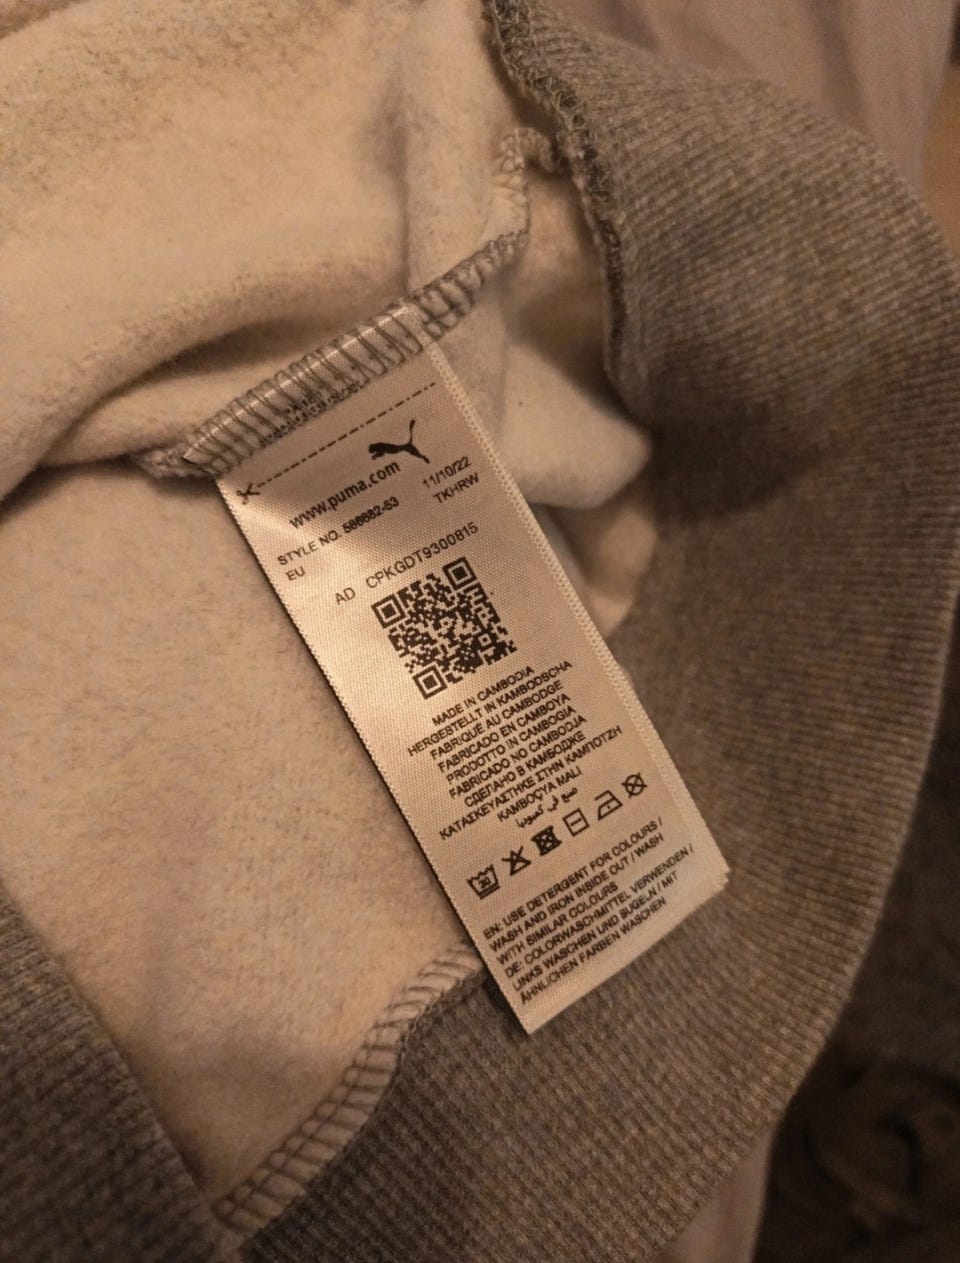 www.puma.com
STYLE NO. 586682-53 11/10/22
EU TKHRW
AD CPKGDT9300815
MADE IN CAMBODIA
HERGESTELLT IN KAMBODSCHA
FABRIQUÉ AU CAMBODGE
FABRICADO EN CAMBOYA
PRODOTTO IN CAMBOGIA
FABRICADO NO CAMBODJA
СДЕЛАНО В КАМБОДЖЕ
ΚΑΤΑΣΚΕΥΑΣΤΗΚΕ ΣΤΗΝ ΚΑΜΠΟΤΖΗ
KAMBOÇYA MALI
صنع في كمبوديا
30
EN: USE DETERGENT FOR COLOURS /
WASH AND IRON INSIDE OUT / WASH
WITH SIMILAR COLOURS
DE: COLORWASCHMITTEL VERWENDEN /
LINKS WASCHEN UND BÜGELN / MIT
ÄHNLICHEN FARBEN WASCHEN